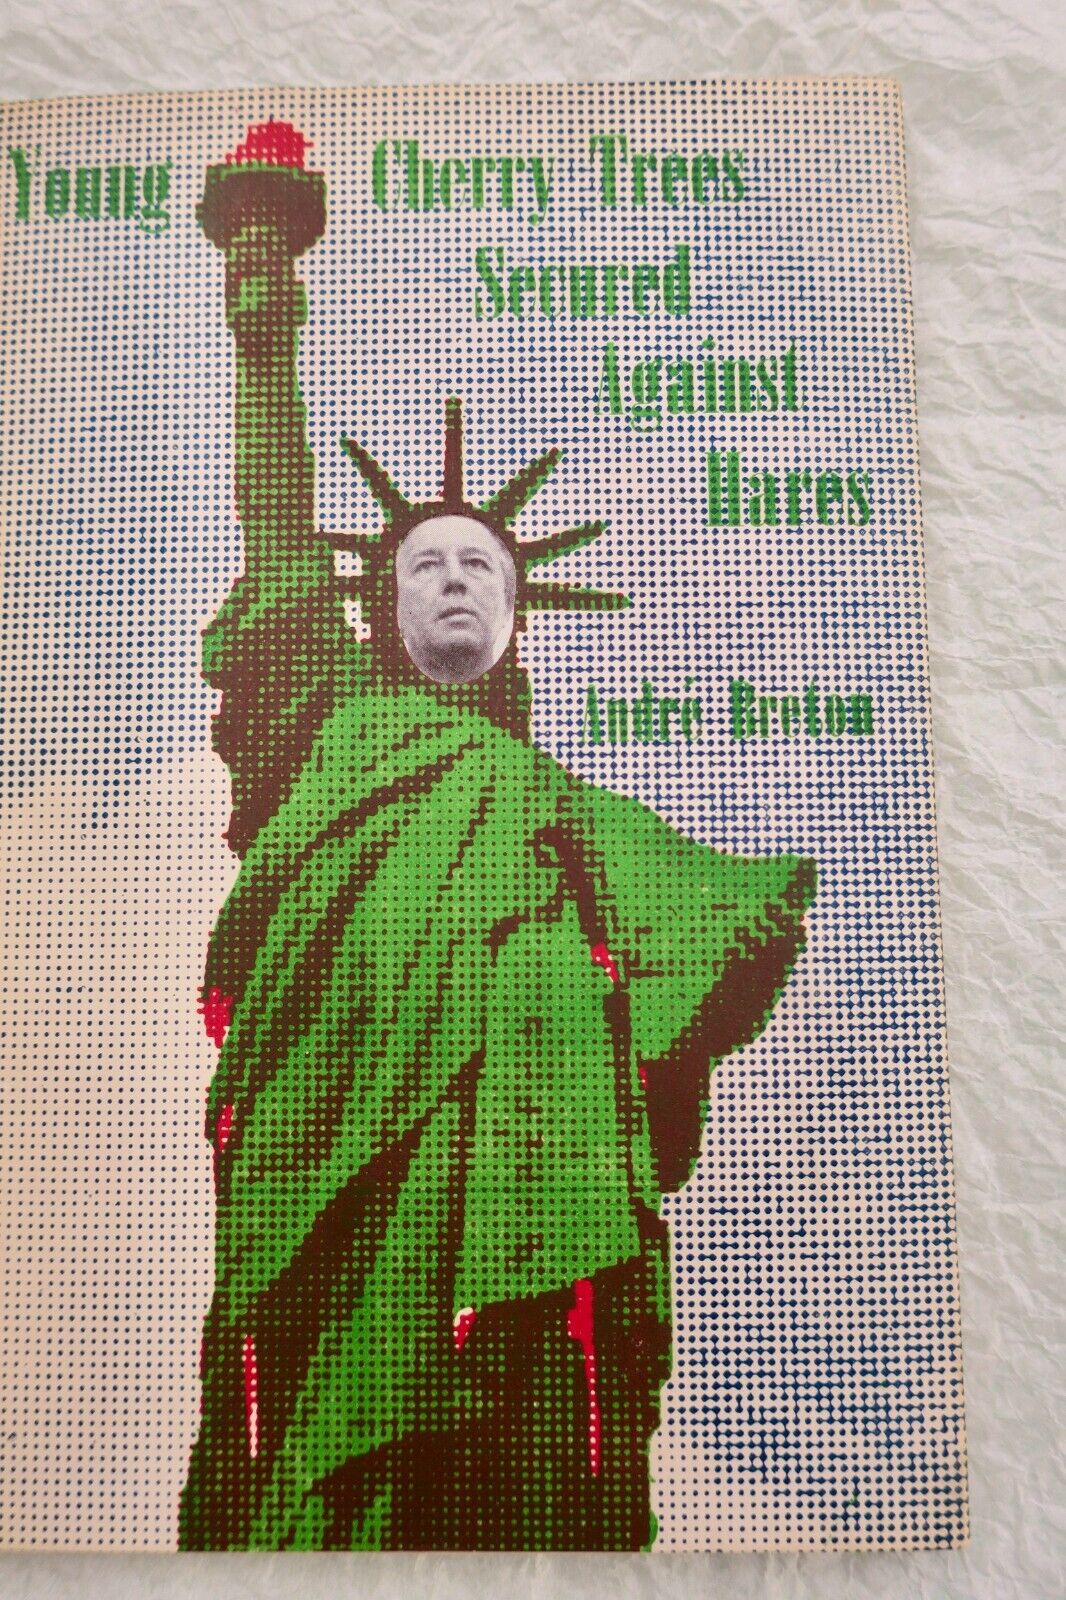 Young Cherry Trees
Secured
Against
Hares
André Breton